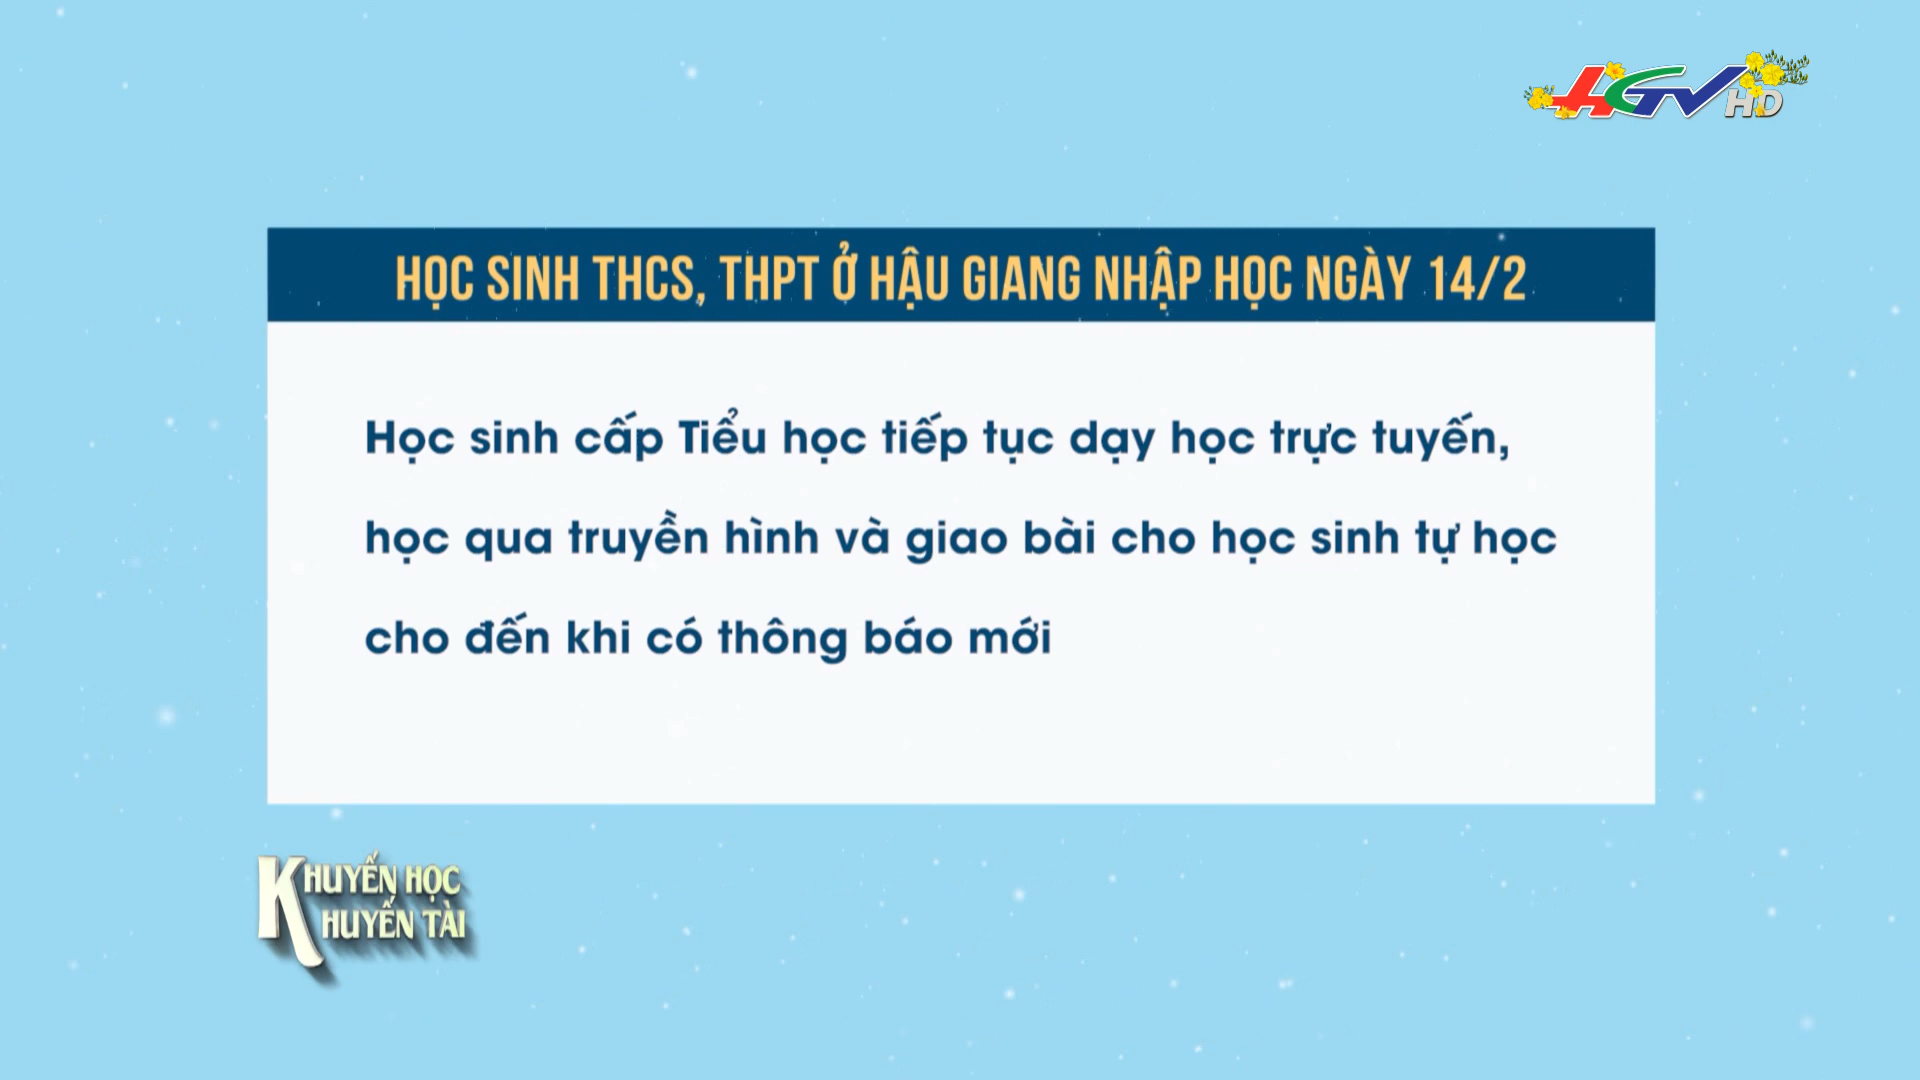 HGTV HD
HỌC SINH THCS, THPT Ở HẬU GIANG NHẬP HỌC NGÀY 14/2
Học sinh cấp Tiểu học tiếp tục dạy học trực tuyến,
học qua truyền hình và giao bài cho học sinh tự học
cho đến khi có thông báo mới
KHUYẾN HỌC
KHUYẾN TÀI